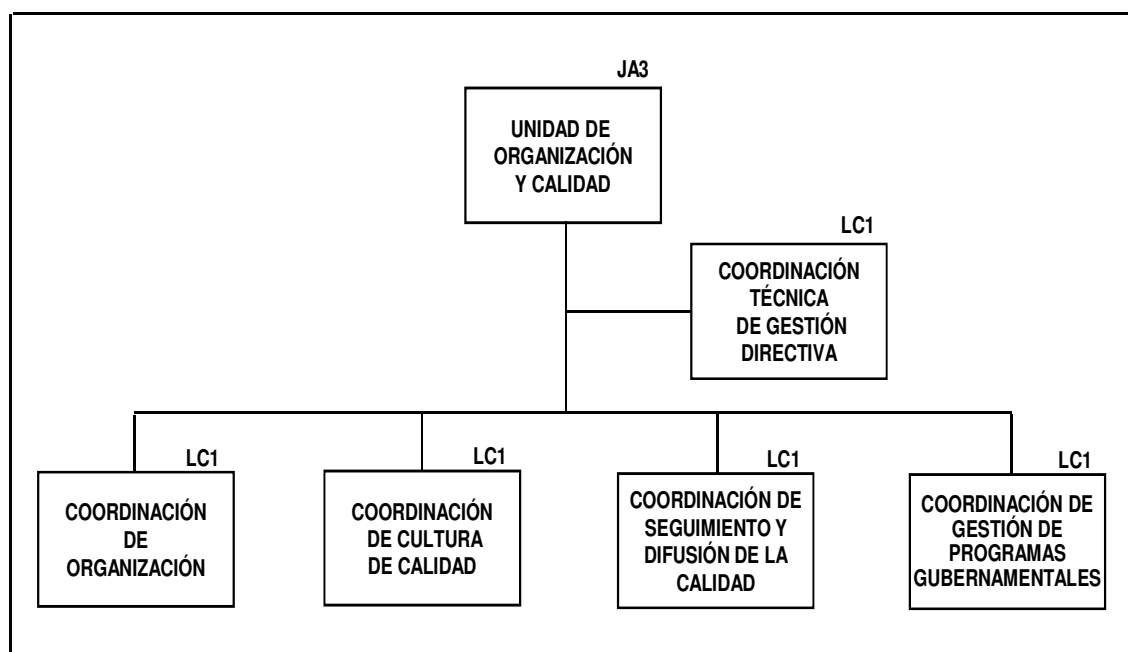 JA3
UNIDAD DE
ORGANIZACIÓN
Y CALIDAD
LC1
COORDINACIÓN
TÉCNICA
DE GESTIÓN
DIRECTIVA
LC1
COORDINACIÓN
DE
ORGANIZACIÓN
LC1
COORDINACIÓN
DE CULTURA
DE CALIDAD
LC1
COORDINACIÓN DE
SEGUIMIENTO Y
DIFUSIÓN DE LA
CALIDAD
LC1
COORDINACIÓN DE
GESTIÓN DE
PROGRAMAS
GUBERNAMENTALES